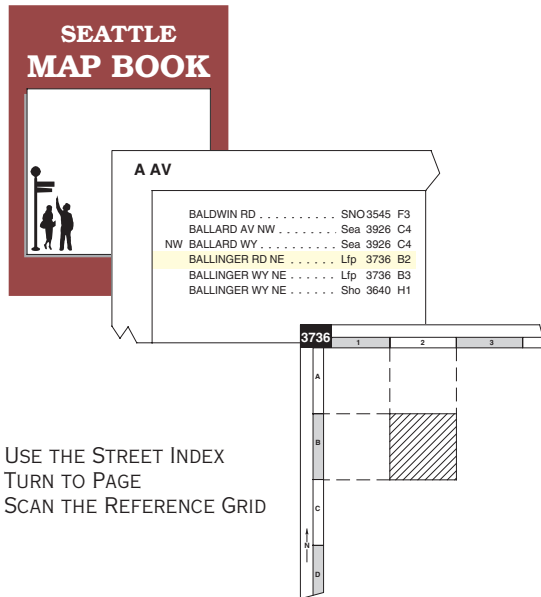 SEATTLE
MAP BOOK
A AV
BALDWIN RD . . . . . . . . . . SNO 3545 F3
BALLARD AV NW . . . . . . . . Sea 3926 C4
NW BALLARD WY . . . . . . . . . . Sea 3926 C4
BALLINGER RD NE . . . . . . Lfp 3736 B2
BALLINGER WY NE . . . . . . Lfp 3736 B3
BALLINGER WY NE . . . . . . Sho 3640 H1
3736
1 2 3
A
B
C
N
D
USE THE STREET INDEX
TURN TO PAGE
SCAN THE REFERENCE GRID